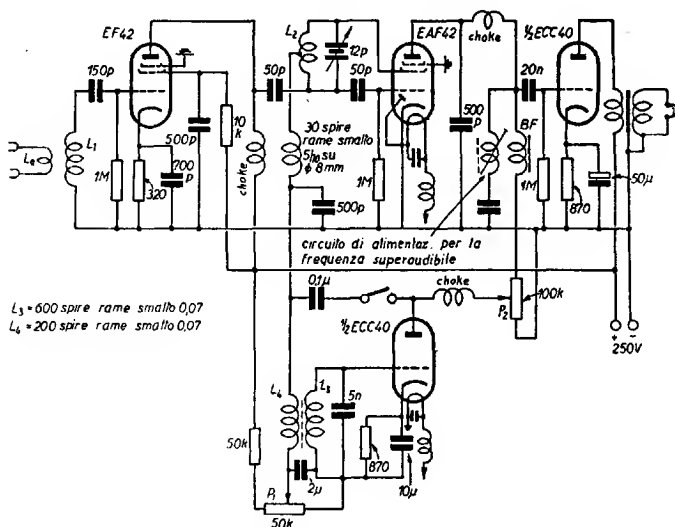 EF42
150p
Le
L1
1M
320
700
p
500
p
10
k
choke
50p
L2
12p
50p
30 spire
rame smalto
5/10 su
ϕ 8mm
500p
EAF42
1M
choke
500
p
20n
BF
1M
½ECC40
870
50µ
circuito di alimentaz. per la
frequenza superaudibile
L3 = 600 spire rame smalto 0,07
L4 = 200 spire rame smalto 0,07
0,1µ
choke
P2
100k
+ -
250V
½ECC40
L4
L3
5n
870
10µ
2µ
50k
P1
50k